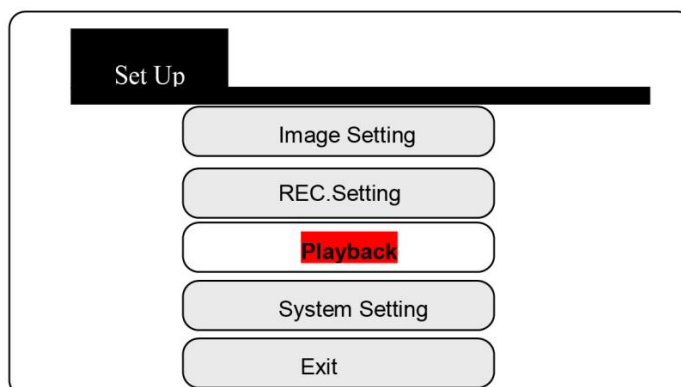 Set Up
Image Setting
REC.Setting
Playback
System Setting
Exit